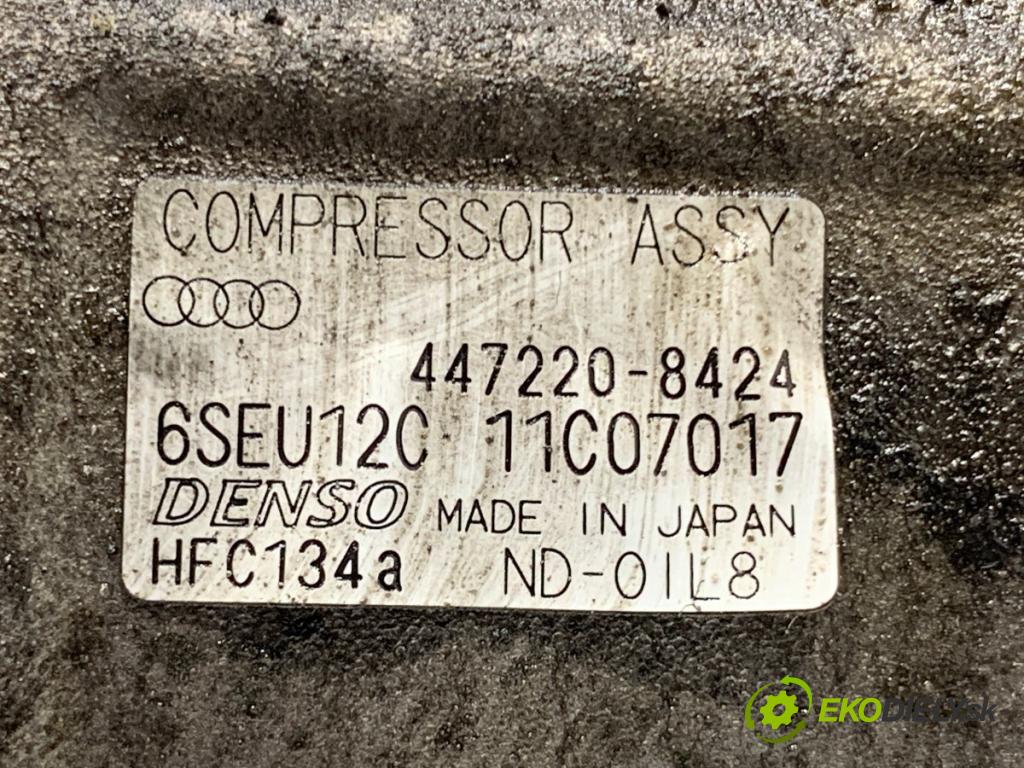 COMPRESSOR ASSY
447220-8424
6SEU12C 11C07017
DENSO MADE IN JAPAN
HFC134a ND-OIL8
EKODIELY.sk